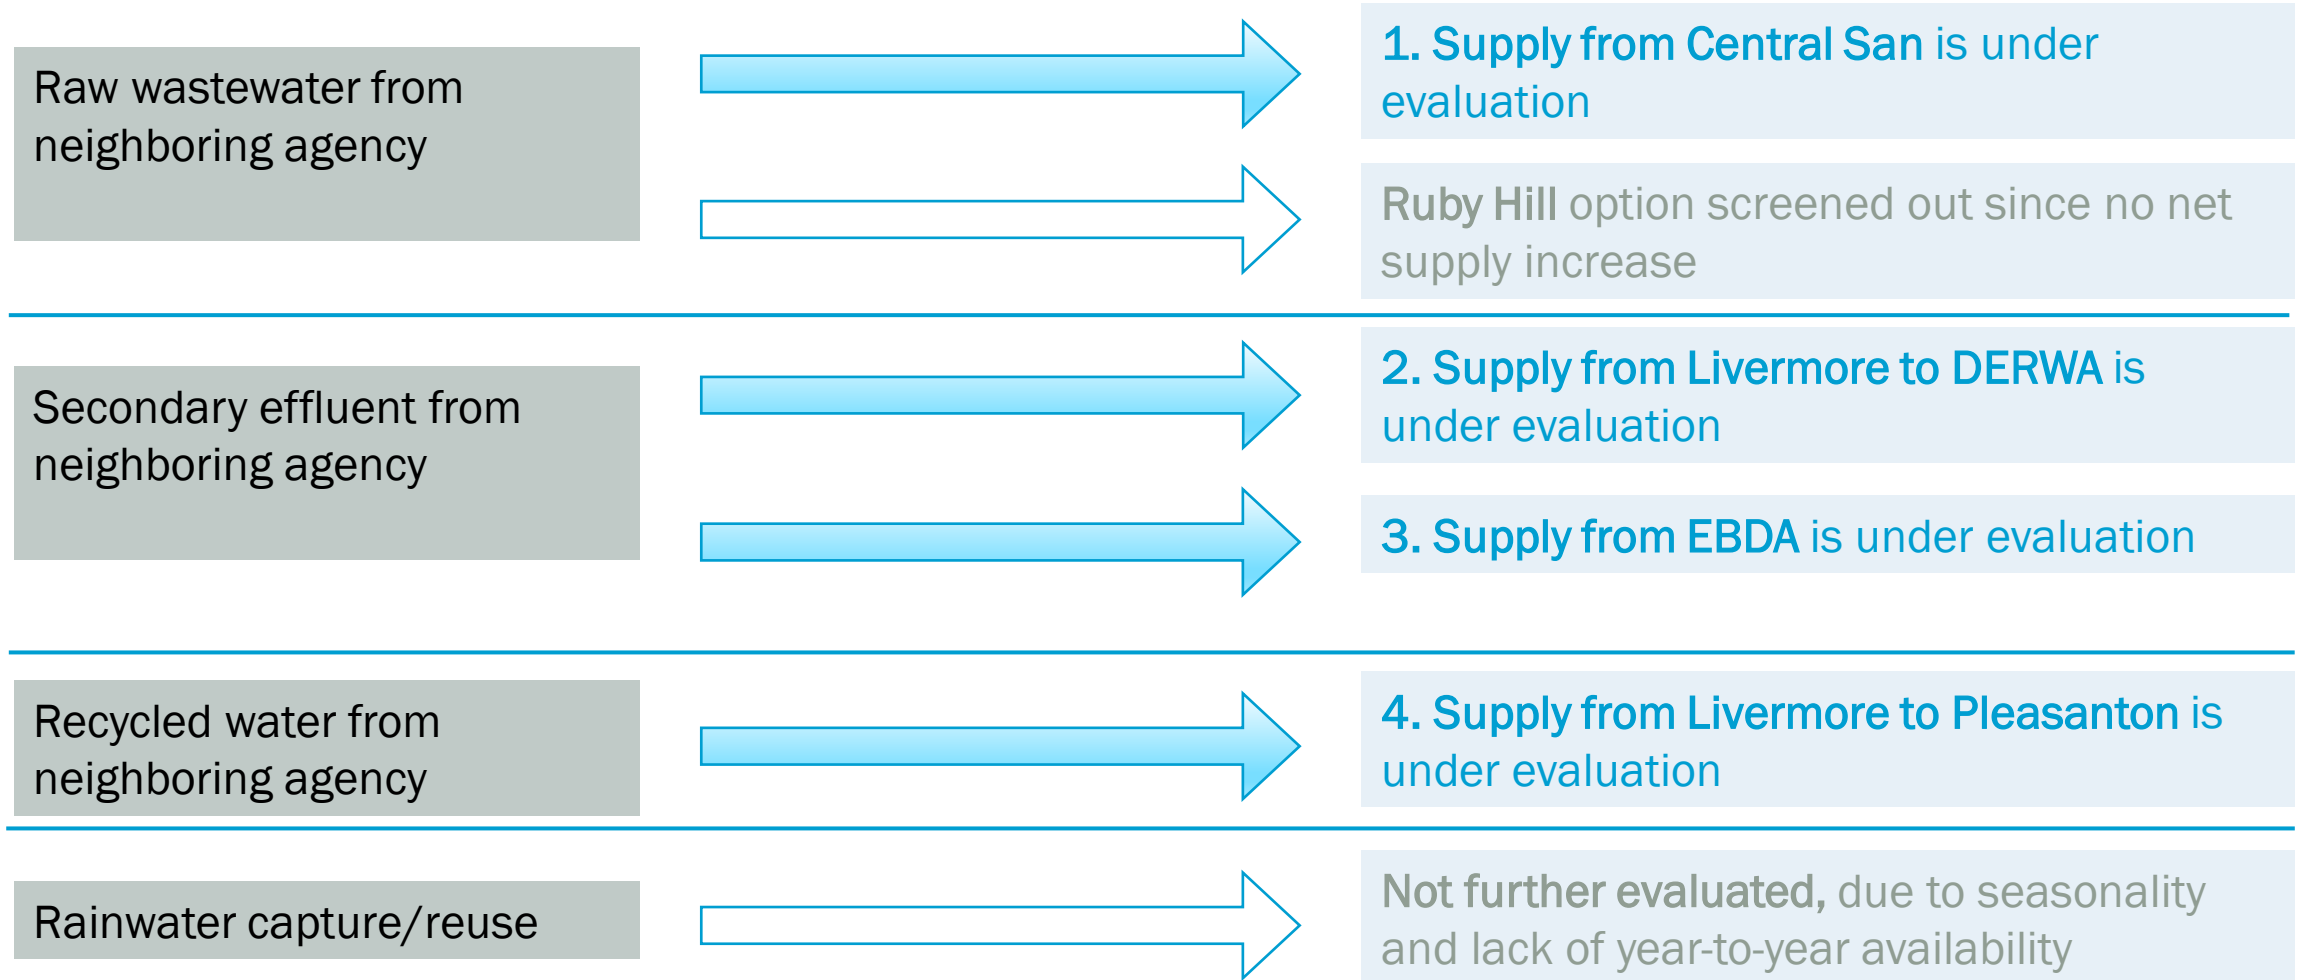 Raw wastewater from
neighboring agency
1. Supply from Central San is under
evaluation
Ruby Hill option screened out since no net
supply increase
Secondary effluent from
neighboring agency
2. Supply from Livermore to DERWA is
under evaluation
3. Supply from EBDA is under evaluation
Recycled water from
neighboring agency
4. Supply from Livermore to Pleasanton is
under evaluation
Rainwater capture/reuse
Not further evaluated, due to seasonality
and lack of year-to-year availability